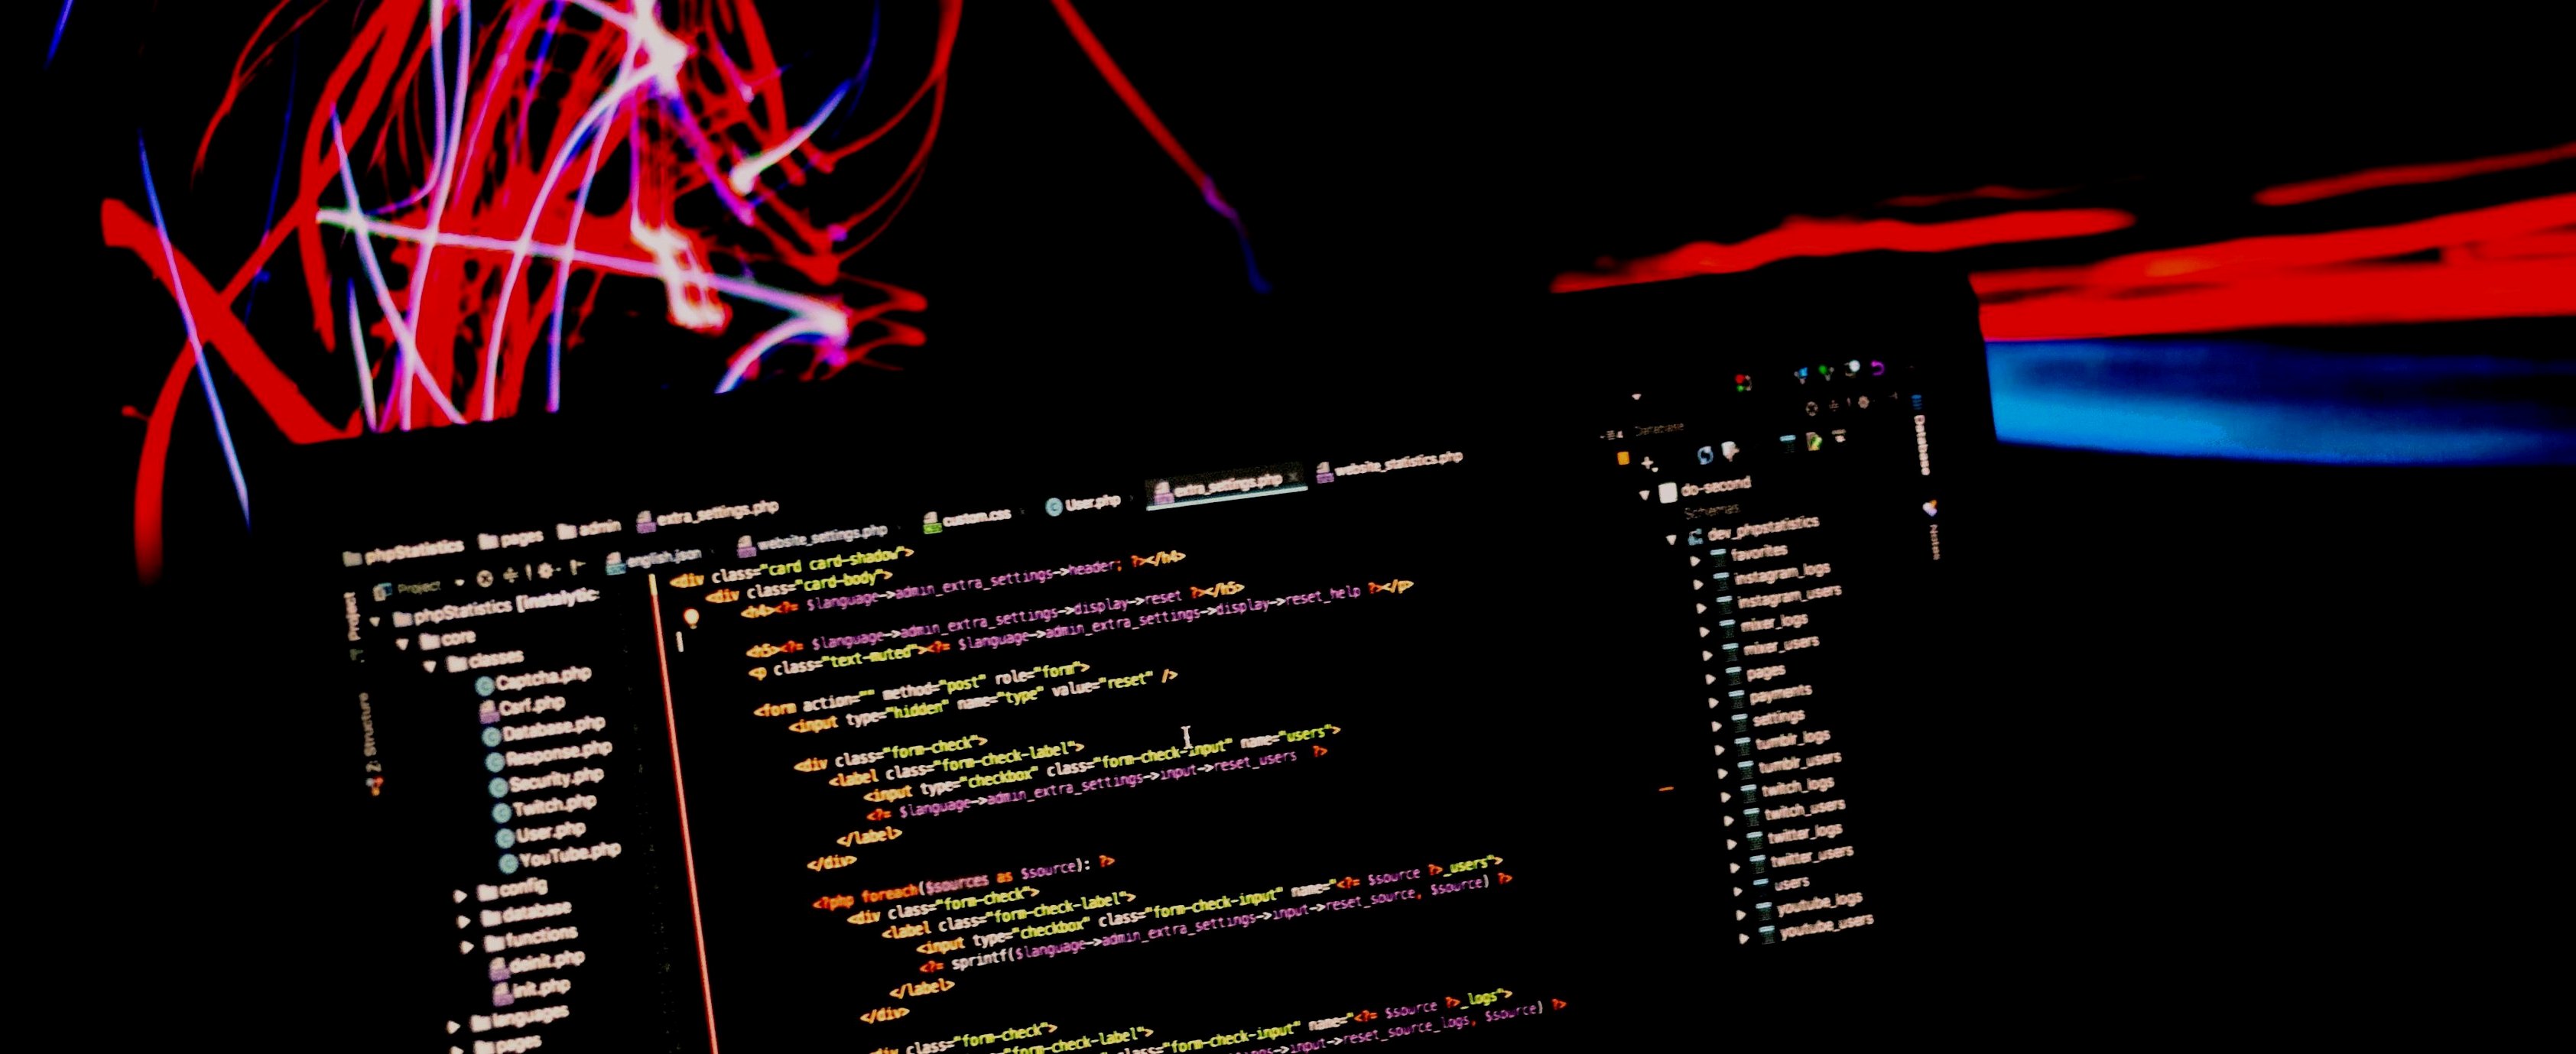 phpStatistics pages admin extra_settings.php
Project
english.json website_settings.php custom.css User.php extra_settings.php website_statistics.php
Project
2: Structure
phpStatistics [instalytic:
core
classes
Captcha.php
Database.php
Response.php
Security.php
Twitch.php
User.php
YouTube.php
config
database
functions
deinit.php
init.php
languages
pages
<div class="card card-shadow">
<div class="card-body">
<h4><?= $language->admin_extra_settings->header; ?></h4>
<h5><?= $language->admin_extra_settings->display->reset ?></h5>
<p class="text-muted"><?= $language->admin_extra_settings->display->reset_help ?></p>
<form action="" method="post" role="form">
<input type="hidden" name="type" value="reset" />
<div class="form-check">
<label class="form-check-label">
<input type="checkbox" class="form-check-input" name="users">
<?= $language->admin_extra_settings->input->reset_users ?>
</label>
</div>
<?php foreach($sources as $source): ?>
<div class="form-check">
<label class="form-check-label">
<input type="checkbox" class="form-check-input" name="<?= $source ?>_users">
<?= sprintf($language->admin_extra_settings->input->reset_source, $source) ?>
</label>
</div>
class="form-check">
class="form-check-label">
class="form-check-input" name="<?= $source ?>_logs">
->input->reset_source_logs, $source) ?>
Database
do-second
Schemas
dev_phpstatistics
favorites
instagram_logs
instagram_users
mixer_logs
mixer_users
pages
payments
settings
tumblr_logs
tumblr_users
twitch_logs
twitch_users
twitter_logs
twitter_users
users
youtube_logs
youtube_users
Database